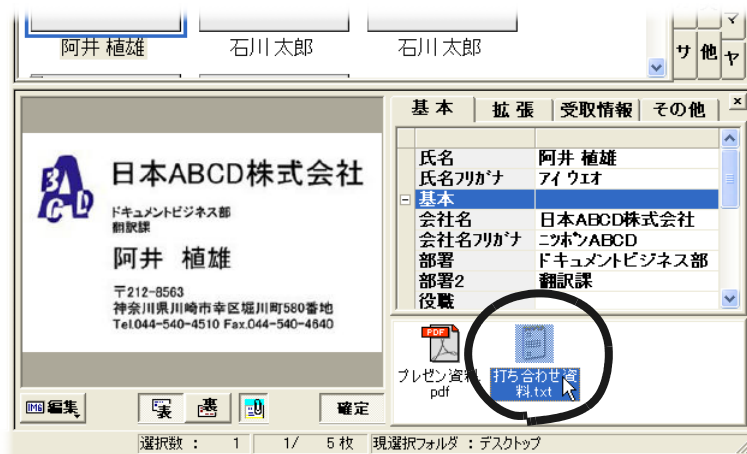 阿井 植雄
石川 太郎
石川 太郎
サ
他
マ
ヤ
基本
拡張
受取情報
その他
ABCD
日本ABCD株式会社
ドキュメントビジネス部
翻訳課
阿井 植雄
〒212-8563
神奈川県川崎市幸区堀川町580番地
Tel.044-540-4510 Fax.044-540-4640
氏名 阿井 植雄
氏名フリガナ アイ ウエオ
基本
会社名 日本ABCD株式会社
会社名フリガナ ニッポンABCD
部署 ドキュメントビジネス部
部署2 翻訳課
役職
PDF
プレゼン資料.
pdf
打ち合わせ資
料.txt
IMG 編集
表
裏
確定
選択数 : 1 1/ 5 枚 現選択フォルダ : デスクトップ